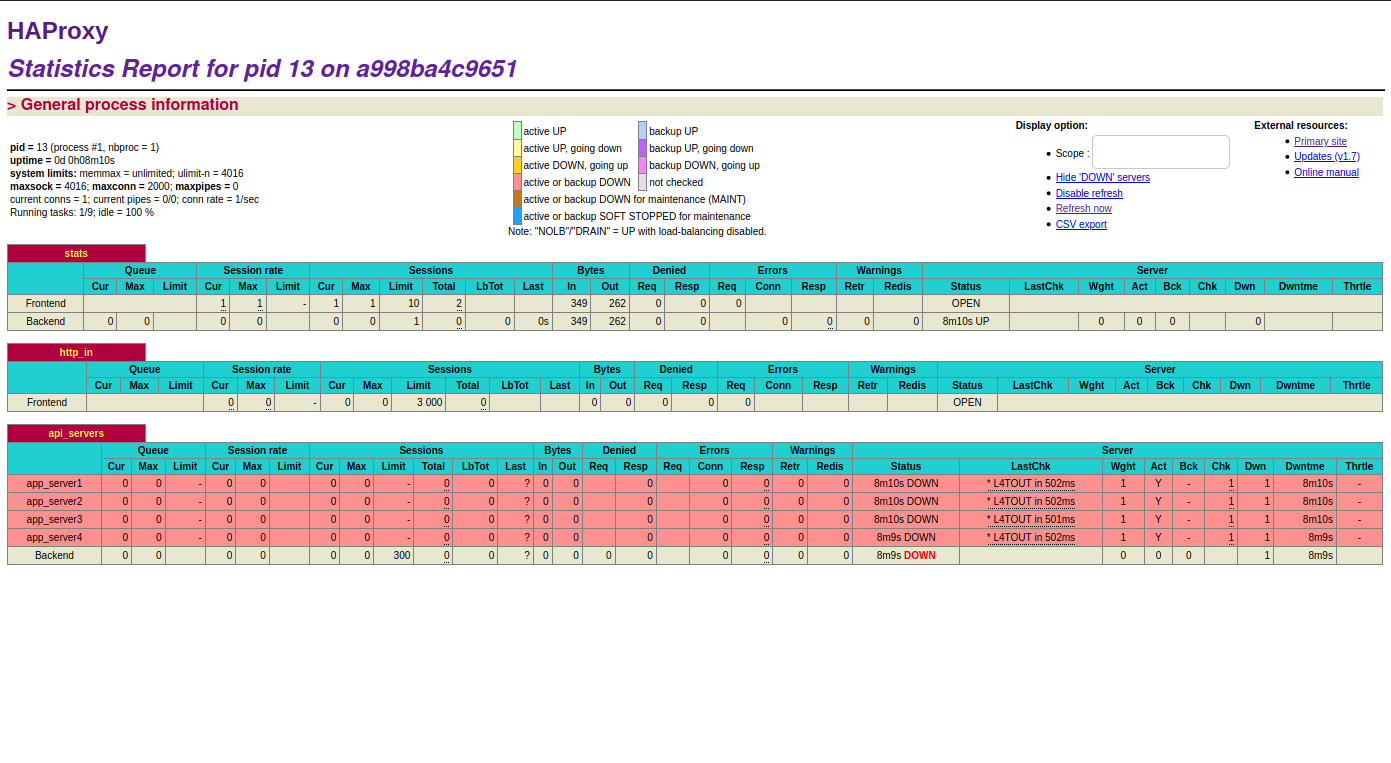 HAProxy
Statistics Report for pid 13 on a998ba4c9651
> General process information
pid = 13 (process #1, nbproc = 1)
uptime = 0d 0h08m10s
system limits: memmax = unlimited; ulimit-n = 4016
maxsock = 4016; maxconn = 2000; maxpipes = 0
current conns = 1; current pipes = 0/0; conn rate = 1/sec
Running tasks: 1/9; idle = 100 %
active UP backup UP
active UP, going down backup UP, going down
active DOWN, going up backup DOWN, going up
active or backup DOWN not checked
active or backup DOWN for maintenance (MAINT)
active or backup SOFT STOPPED for maintenance
Note: "NOLB"/"DRAIN" = UP with load-balancing disabled.
Display option:
Scope :
Hide 'DOWN' servers
Disable refresh
Refresh now
CSV export
External resources:
Primary site
Updates (v1.7)
Online manual
stats
Queue Session rate Sessions Bytes Denied Errors Warnings Server
Cur Max Limit Cur Max Limit Cur Max Limit Total LbTot Last In Out Req Resp Req Conn Resp Retr Redis Status LastChk Wght Act Bck Chk Dwn Dwntme Thrtle
Frontend 1 1 - 1 1 10 2 349 262 0 0 0 OPEN
Backend 0 0 0 0 0 0 1 0 0 0s 349 262 0 0 0 0 0 0 8m10s UP 0 0 0 0
http_in
Queue Session rate Sessions Bytes Denied Errors Warnings Server
Cur Max Limit Cur Max Limit Cur Max Limit Total LbTot Last In Out Req Resp Req Conn Resp Retr Redis Status LastChk Wght Act Bck Chk Dwn Dwntme Thrtle
Frontend 0 0 - 0 0 3 000 0 0 0 0 0 0 OPEN
api_servers
Queue Session rate Sessions Bytes Denied Errors Warnings Server
Cur Max Limit Cur Max Limit Cur Max Limit Total LbTot Last In Out Req Resp Req Conn Resp Retr Redis Status LastChk Wght Act Bck Chk Dwn Dwntme Thrtle
app_server1 0 0 - 0 0 0 0 - 0 0 ? 0 0 0 0 0 0 0 8m10s DOWN * L4TOUT in 502ms 1 Y - 1 1 8m10s -
app_server2 0 0 - 0 0 0 0 - 0 0 ? 0 0 0 0 0 0 0 8m10s DOWN * L4TOUT in 502ms 1 Y - 1 1 8m10s -
app_server3 0 0 - 0 0 0 0 - 0 0 ? 0 0 0 0 0 0 0 8m10s DOWN * L4TOUT in 501ms 1 Y - 1 1 8m10s -
app_server4 0 0 - 0 0 0 0 - 0 0 ? 0 0 0 0 0 0 0 8m9s DOWN * L4TOUT in 502ms 1 Y - 1 1 8m9s -
Backend 0 0 0 0 0 0 300 0 0 ? 0 0 0 0 0 0 0 0 8m9s DOWN 0 0 0 1 8m9s